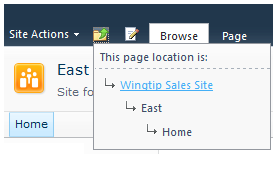 Site Actions Browse Page
This page location is:
East
Wingtip Sales Site
Site fo
East
Home
Home